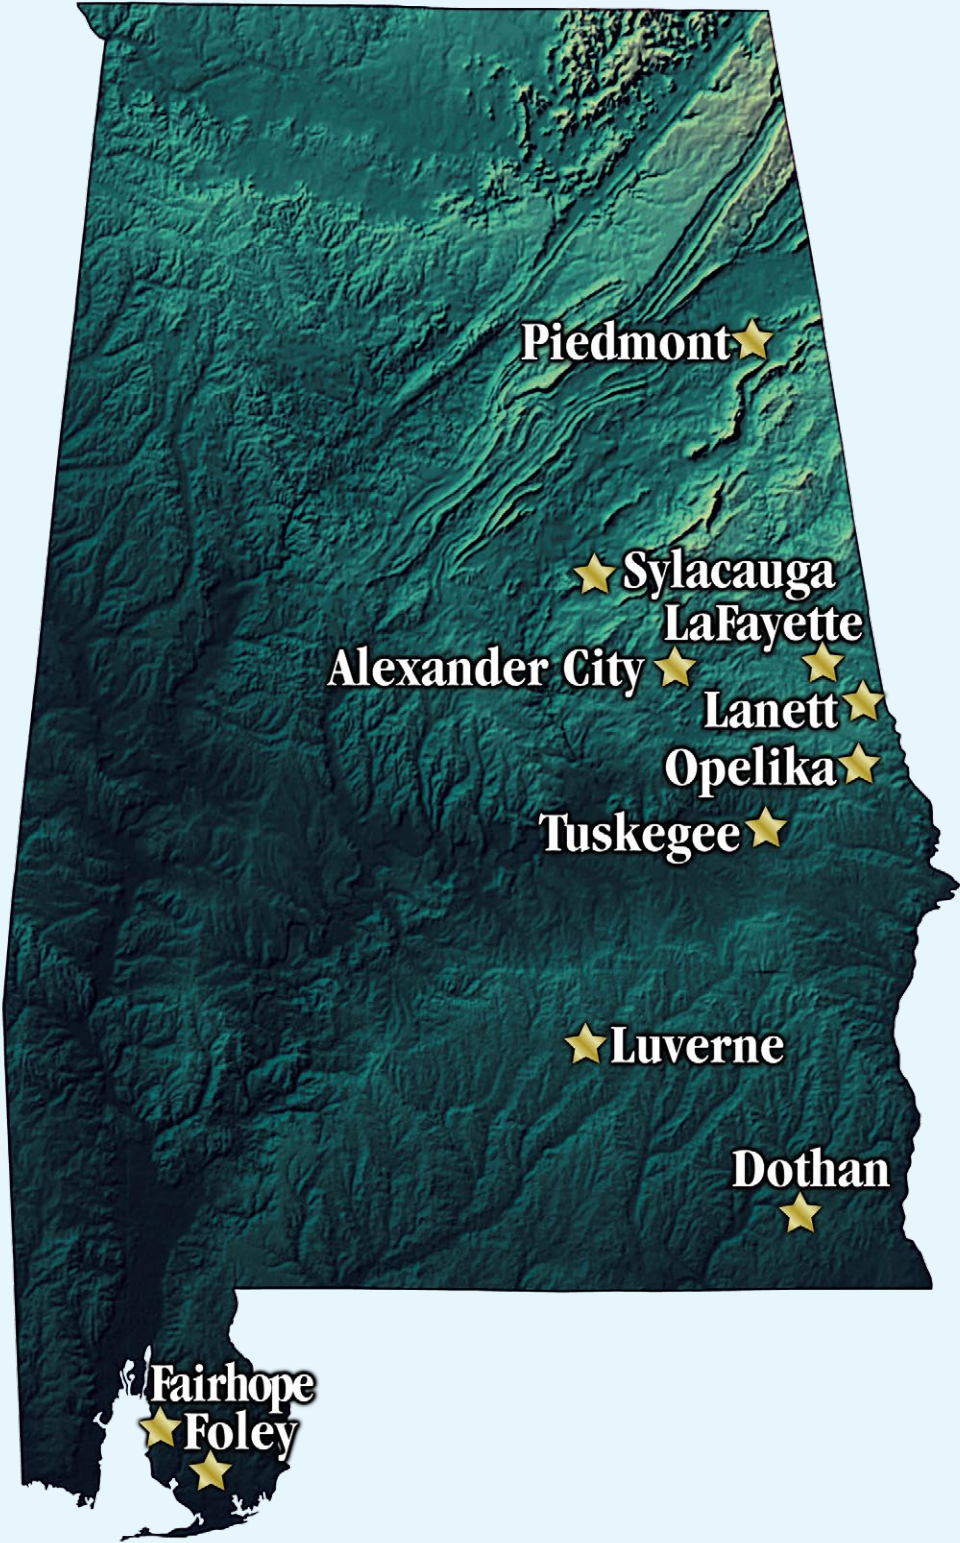 Piedmont
Sylacauga
LaFayette
Alexander City
Lanett
Opelika
Tuskegee
Luverne
Dothan
Fairhope
Foley